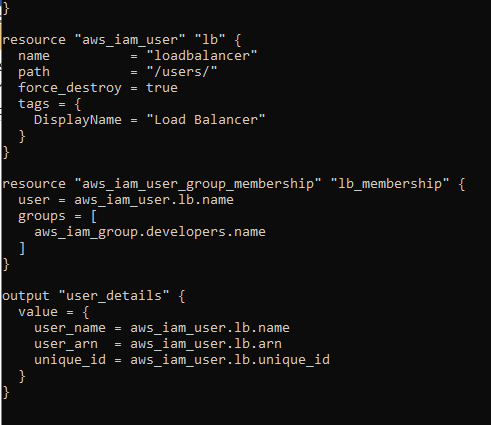 }

resource "aws_iam_user" "lb" {
  name          = "loadbalancer"
  path          = "/users/"
  force_destroy = true
  tags = {
    DisplayName = "Load Balancer"
  }
}

resource "aws_iam_user_group_membership" "lb_membership" {
  user = aws_iam_user.lb.name
  groups = [
    aws_iam_group.developers.name
  ]
}

output "user_details" {
  value = {
    user_name = aws_iam_user.lb.name
    user_arn  = aws_iam_user.lb.arn
    unique_id = aws_iam_user.lb.unique_id
  }
}